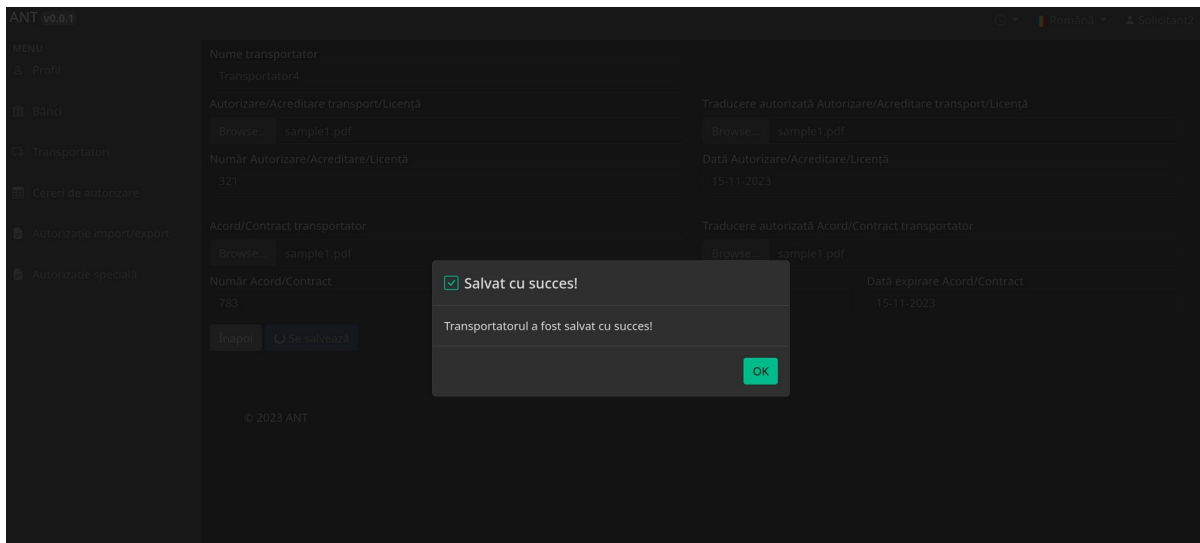 ANT v0.0.1
Română
Solicitant2
MENU
Profil
Bănci
Transportatori
Cereri de autorizare
Autorizație import/export
Autorizație specială
Nume transportator
Transportator4
Autorizare/Acreditare transport/Licență
Traducere autorizată Autorizare/Acreditare transport/Licență
Browse... sample1.pdf
Browse... sample1.pdf
Număr Autorizare/Acreditare/Licență
Dată Autorizare/Acreditare/Licență
321
15-11-2023
Acord/Contract transportator
Traducere autorizată Acord/Contract transportator
Browse... sample1.pdf
Browse... sample1.pdf
Număr Acord/Contract
Dată expirare Acord/Contract
783
15-11-2023
Înapoi
Se salvează
Salvat cu succes!
Transportatorul a fost salvat cu succes!
OK
© 2023 ANT